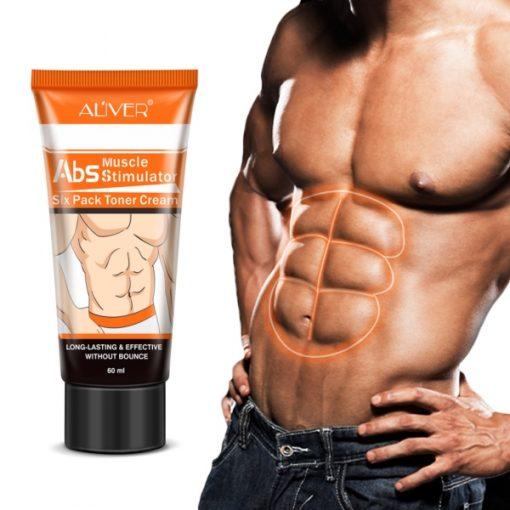 ALIVER®
Abs Muscle Stimulator
Six Pack Toner Cream
LONG-LASTING & EFFECTIVE
WITHOUT BOUNCE
60 ml